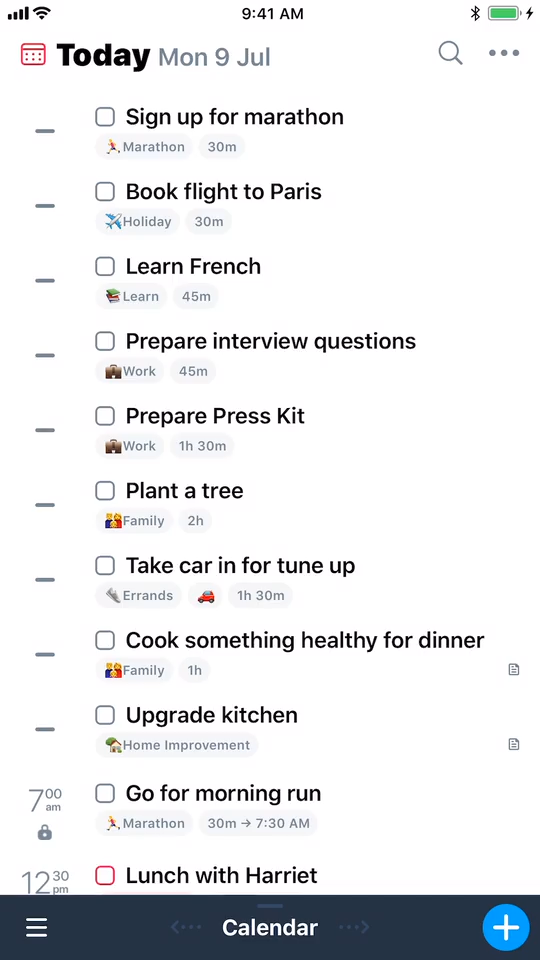 9:41 AM
Today Mon 9 Jul
Sign up for marathon
Marathon 30m
Book flight to Paris
Holiday 30m
Learn French
Learn 45m
Prepare interview questions
Work 45m
Prepare Press Kit
Work 1h 30m
Plant a tree
Family 2h
Take car in for tune up
Errands 1h 30m
Cook something healthy for dinner
Family 1h
Upgrade kitchen
Home Improvement
7 00 am Go for morning run
Marathon 30m → 7:30 AM
12 30 pm Lunch with Harriet
Calendar